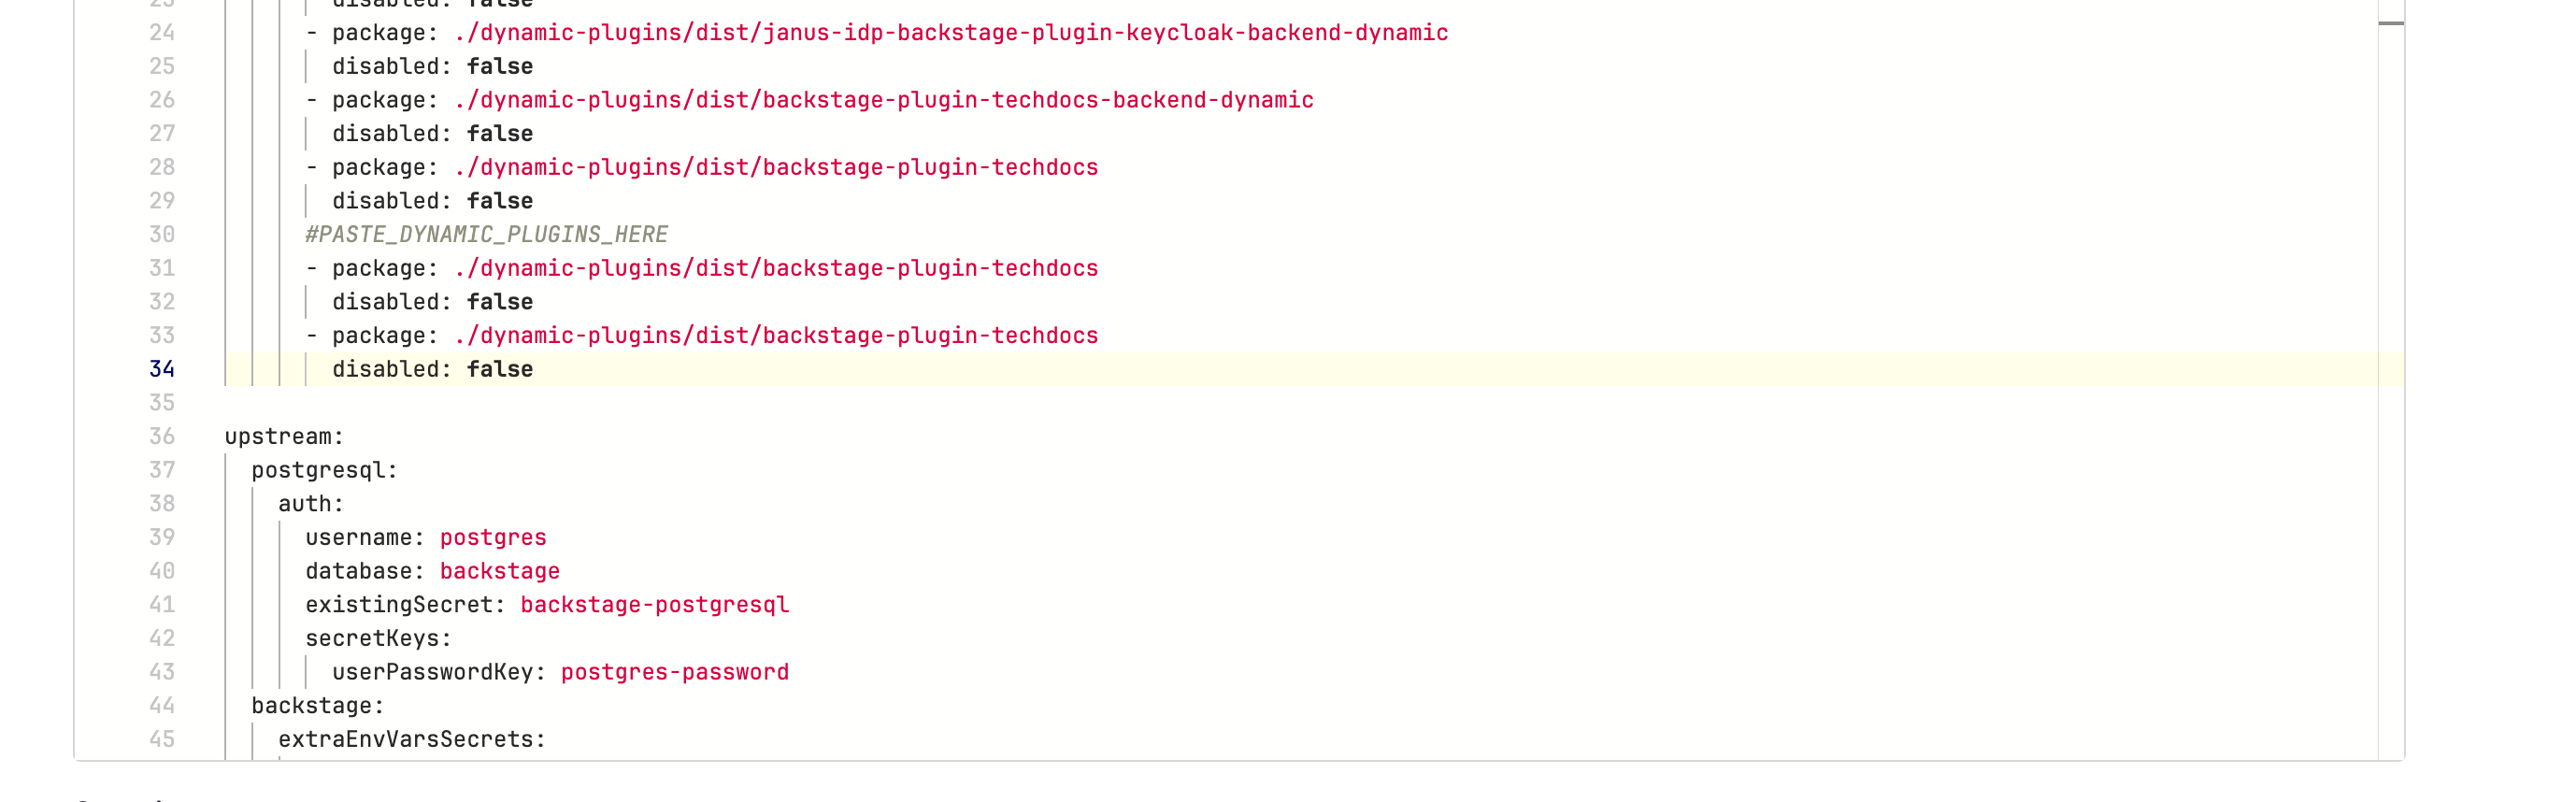 23 disabled: false
24 - package: ./dynamic-plugins/dist/janus-idp-backstage-plugin-keycloak-backend-dynamic
25 disabled: false
26 - package: ./dynamic-plugins/dist/backstage-plugin-techdocs-backend-dynamic
27 disabled: false
28 - package: ./dynamic-plugins/dist/backstage-plugin-techdocs
29 disabled: false
30 #PASTE_DYNAMIC_PLUGINS_HERE
31 - package: ./dynamic-plugins/dist/backstage-plugin-techdocs
32 disabled: false
33 - package: ./dynamic-plugins/dist/backstage-plugin-techdocs
34 disabled: false
35
36 upstream:
37 postgresql:
38 auth:
39 username: postgres
40 database: backstage
41 existingSecret: backstage-postgresql
42 secretKeys:
43 userPasswordKey: postgres-password
44 backstage:
45 extraEnvVarsSecrets: